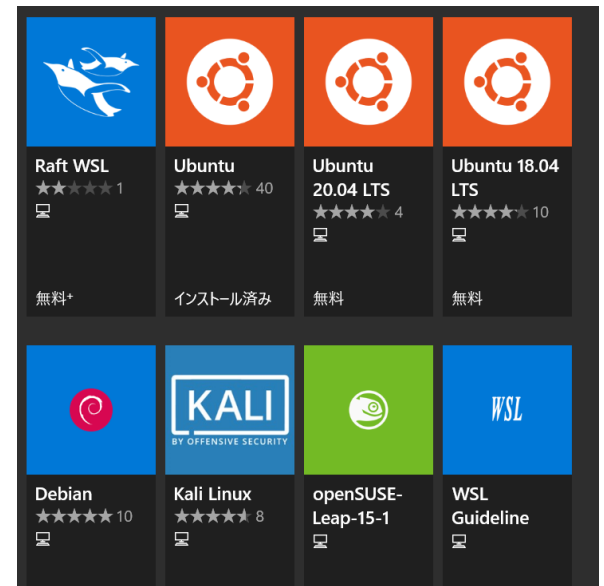 Raft WSL
1
無料+
Ubuntu
40
インストール済み
Ubuntu
20.04 LTS
4
無料
Ubuntu 18.04
LTS
10
無料
Debian
10
KALI
BY OFFENSIVE SECURITY
Kali Linux
8
openSUSE-
Leap-15-1
WSL
WSL
Guideline